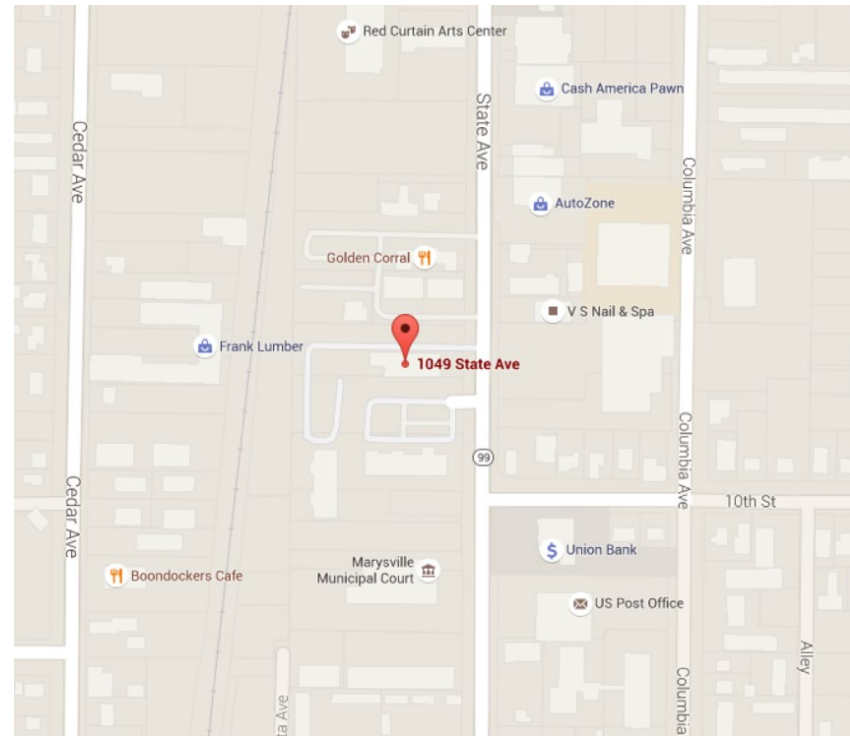 Red Curtain Arts Center
Cash America Pawn
State Ave
Cedar Ave
Columbia Ave
AutoZone
Golden Corral
V S Nail & Spa
Frank Lumber
1049 State Ave
Columbia Ave
99
Cedar Ave
10th St
Union Bank
Marysville
Municipal Court
Boondockers Cafe
US Post Office
Alley
Columbia